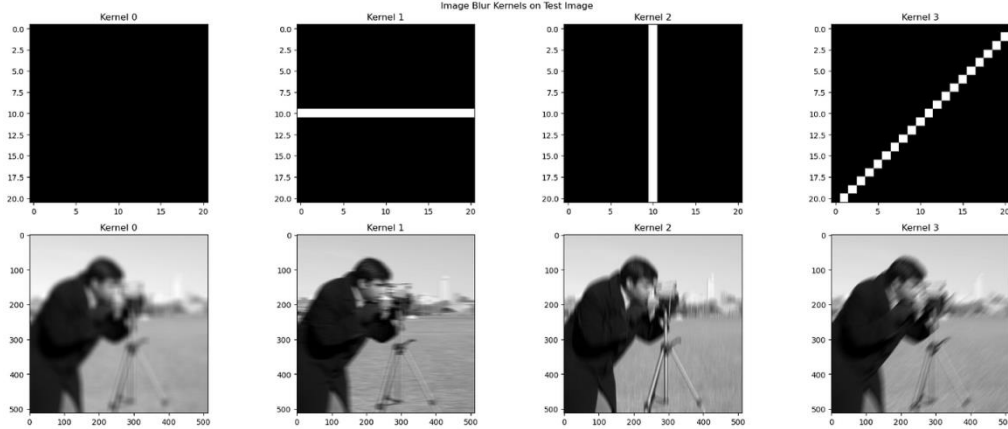 Image Blur Kernels on Test Image
Kernel 0 Kernel 1 Kernel 2 Kernel 3
0.0 0.0 0.0 0.0
2.5 2.5 2.5 2.5
5.0 5.0 5.0 5.0
7.5 7.5 7.5 7.5
10.0 10.0 10.0 10.0
12.5 12.5 12.5 12.5
15.0 15.0 15.0 15.0
17.5 17.5 17.5 17.5
20.0 20.0 20.0 20.0
0 5 10 15 20 0 5 10 15 20 0 5 10 15 20 0 5 10 15 20
Kernel 0 Kernel 1 Kernel 2 Kernel 3
0 0 0 0
100 100 100 100
200 200 200 200
300 300 300 300
400 400 400 400
500 500 500 500
0 100 200 300 400 500 0 100 200 300 400 500 0 100 200 300 400 500 0 100 200 300 400 500